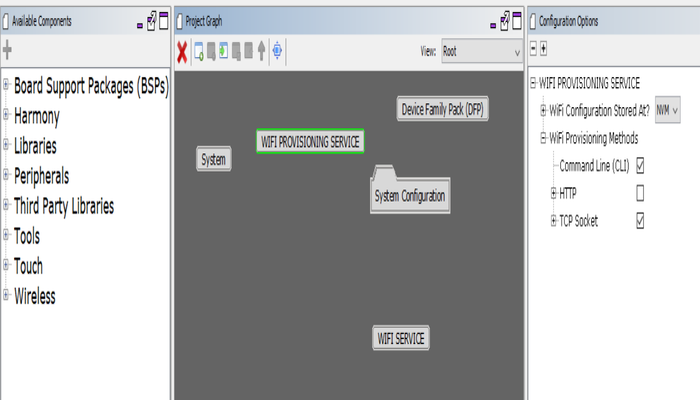 Available Components
Board Support Packages (BSPs)
Harmony
Libraries
Peripherals
Third Party Libraries
Tools
Touch
Wireless
Project Graph
View: Root
Device Family Pack (DFP)
WIFI PROVISIONING SERVICE
System
System Configuration
WIFI SERVICE
Configuration Options
WIFI PROVISIONING SERVICE
WiFi Configuration Stored At? NVM
WiFi Provisioning Methods
Command Line (CLI)
HTTP
TCP Socket